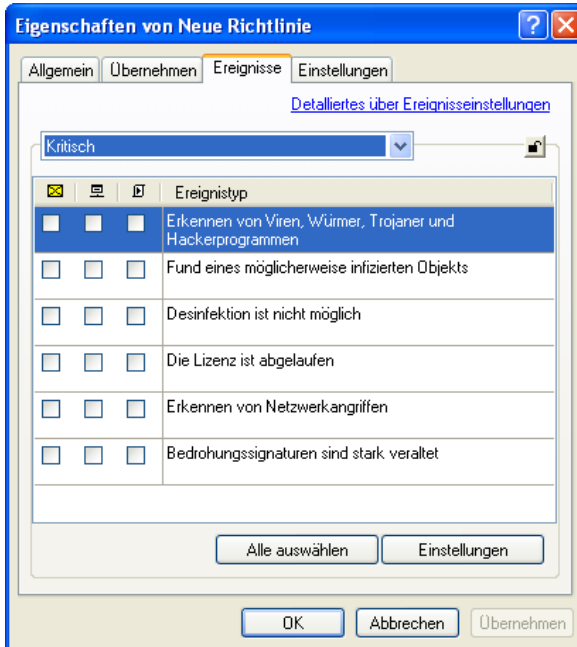 Eigenschaften von Neue Richtlinie
Allgemein Übernehmen Ereignisse Einstellungen
Detailliertes über Ereigniseinstellungen
Kritisch
Ereignistyp
Erkennen von Viren, Würmer, Trojaner und
Hackerprogrammen
Fund eines möglicherweise infizierten Objekts
Desinfektion ist nicht möglich
Die Lizenz ist abgelaufen
Erkennen von Netzwerkangriffen
Bedrohungssignaturen sind stark veraltet
Alle auswählen Einstellungen
OK Abbrechen Übernehmen